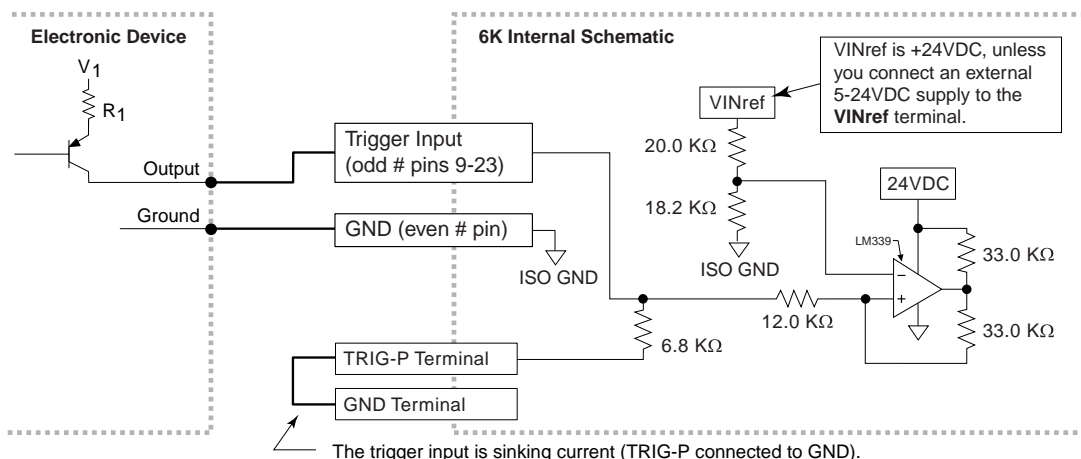 Electronic Device
V1
R1
Output
Ground
Trigger Input
(odd # pins 9-23)
GND (even # pin)
ISO GND
TRIG-P Terminal
GND Terminal
6K Internal Schematic
VINref
VINref is +24VDC, unless
you connect an external
5-24VDC supply to the
VINref terminal.
20.0 KΩ
18.2 KΩ
ISO GND
24VDC
LM339
33.0 KΩ
33.0 KΩ
12.0 KΩ
6.8 KΩ
−
+
The trigger input is sinking current (TRIG-P connected to GND).